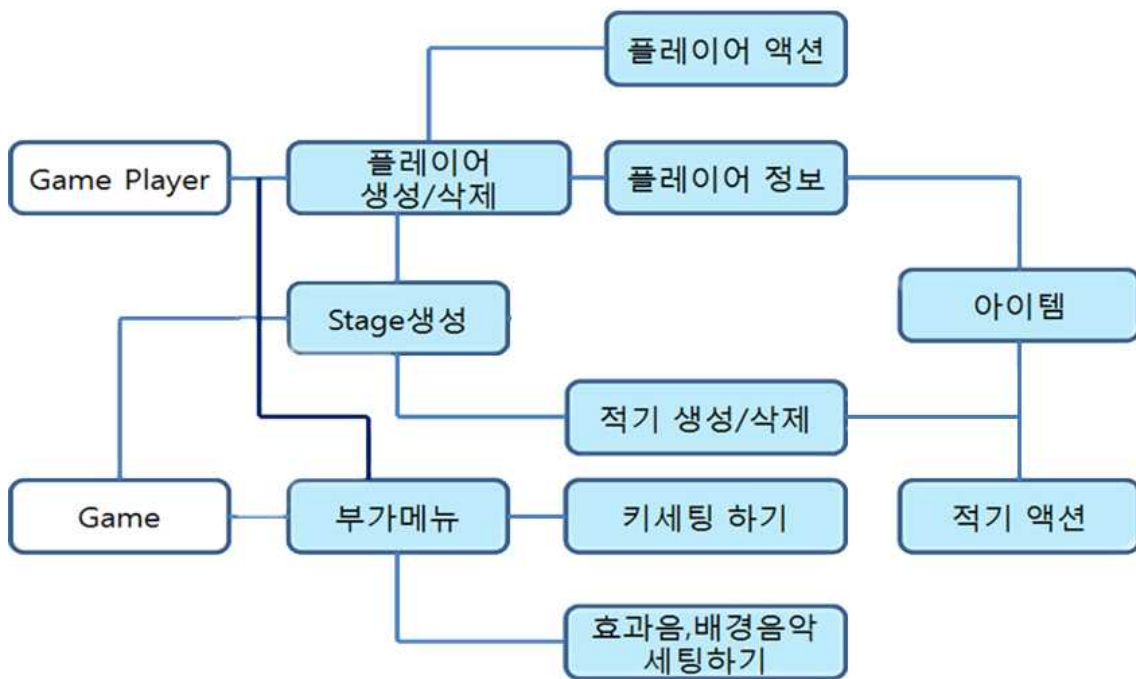 플레이어 액션
Game Player
플레이어
생성/삭제
플레이어 정보
Stage생성
아이템
적기 생성/삭제
Game
부가메뉴
키세팅 하기
적기 액션
효과음,배경음악
세팅하기